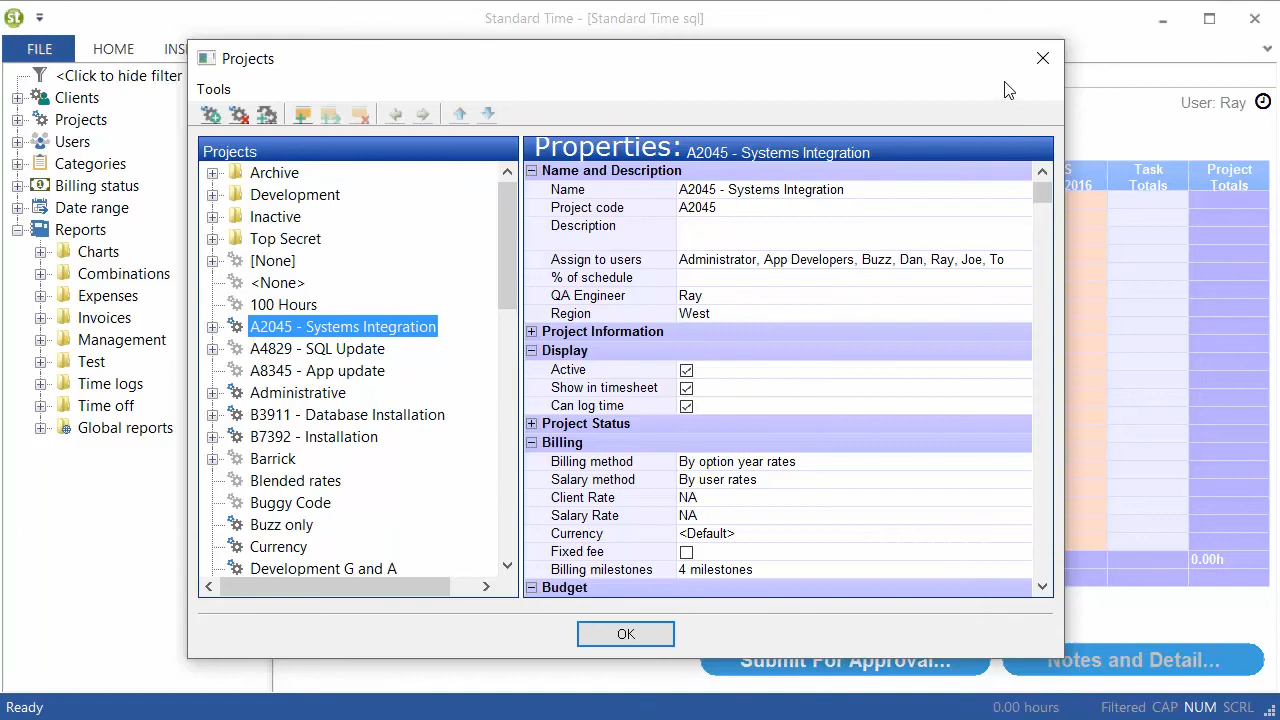 st
Standard Time - [Standard Time sql]
FILE HOME INS
<Click to hide filter
Clients
Projects
Users
Categories
Billing status
Date range
Reports
Charts
Combinations
Expenses
Invoices
Management
Test
Time logs
Time off
Global reports
User: Ray
S
2016
Task
Totals
Project
Totals
0.00h
Submit For Approval...
Notes and Detail...
Projects
Tools
Projects
Archive
Development
Inactive
Top Secret
[None]
<None>
100 Hours
A2045 - Systems Integration
A4829 - SQL Update
A8345 - App update
Administrative
B3911 - Database Installation
B7392 - Installation
Barrick
Blended rates
Buggy Code
Buzz only
Currency
Development G and A
Properties: A2045 - Systems Integration
Name and Description
Name A2045 - Systems Integration
Project code A2045
Description
Assign to users Administrator, App Developers, Buzz, Dan, Ray, Joe, To
% of schedule
QA Engineer Ray
Region West
Project Information
Display
Active
Show in timesheet
Can log time
Project Status
Billing
Billing method By option year rates
Salary method By user rates
Client Rate NA
Salary Rate NA
Currency <Default>
Fixed fee
Billing milestones 4 milestones
Budget
OK
Ready
0.00 hours Filtered CAP NUM SCRL